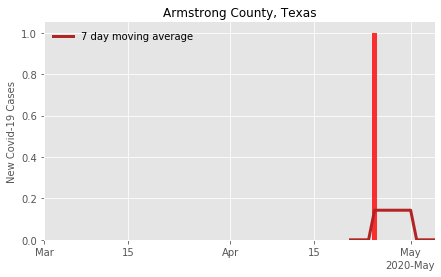 Armstrong County, Texas
7 day moving average
New Covid-19 Cases
1.0
0.8
0.6
0.4
0.2
0.0
Mar 15 Apr 15 May
2020-May